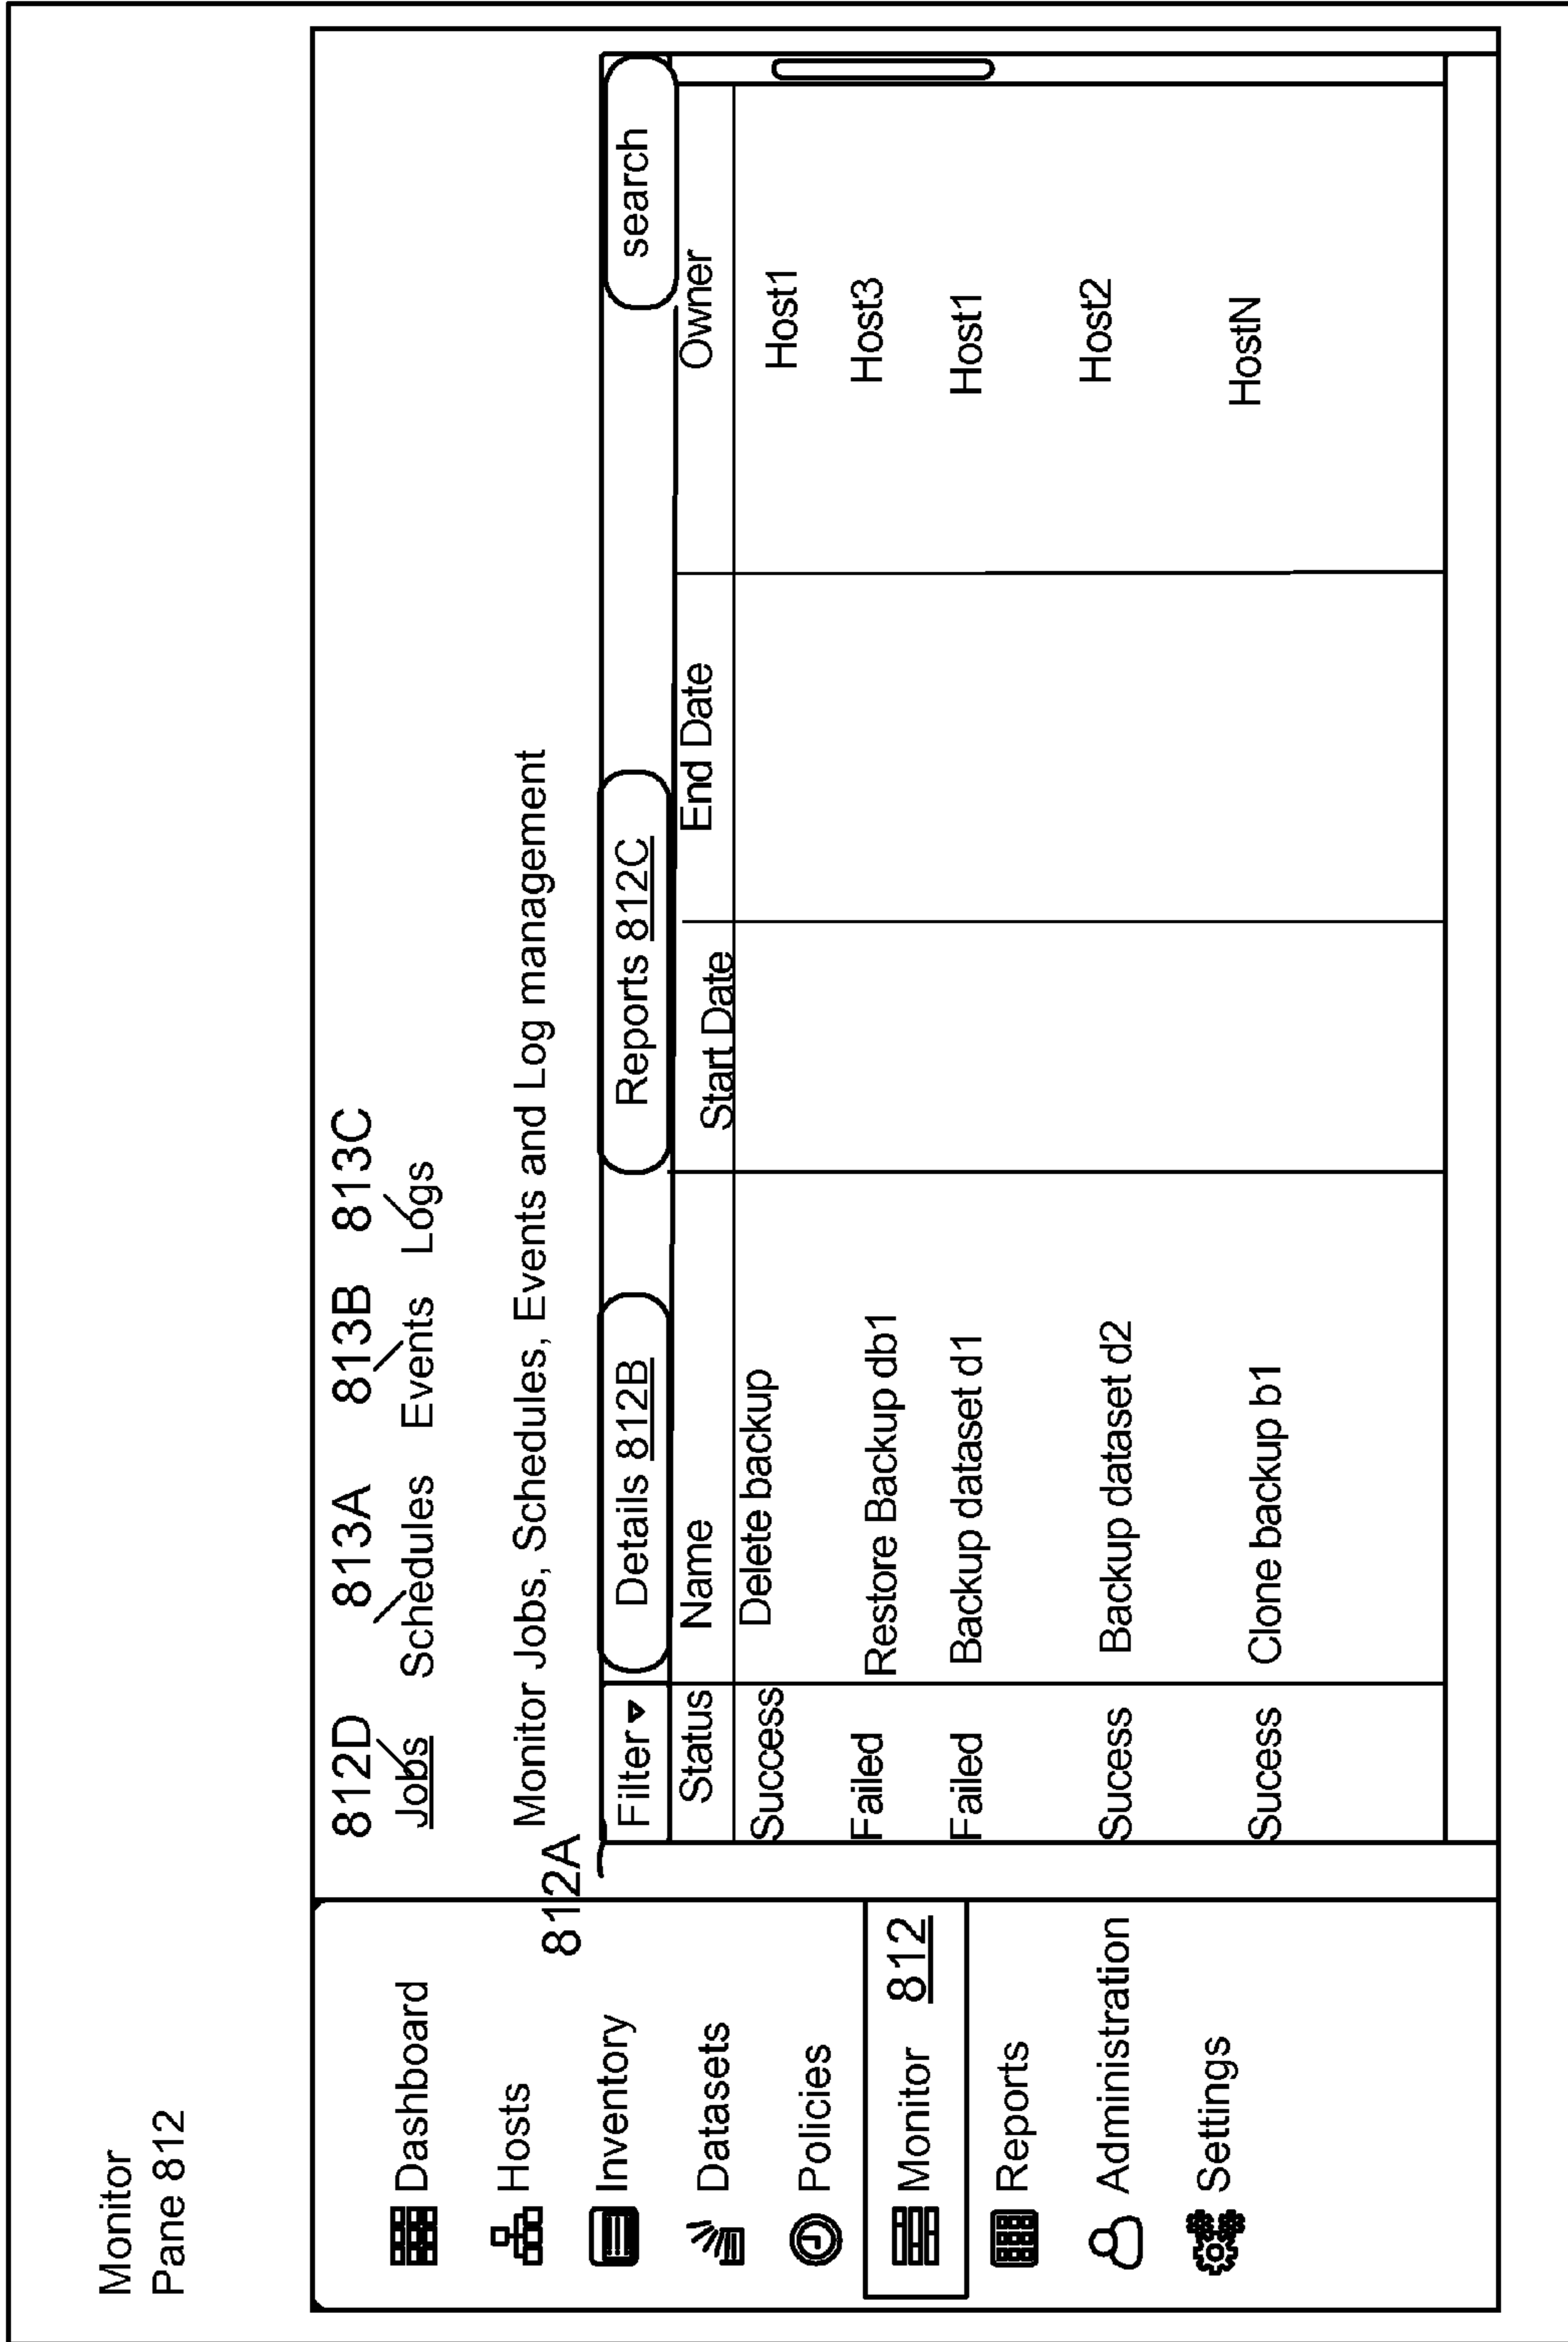 Monitor
Pane 812
812D 813A 813B 813C
Jobs Schedules Events Logs
Monitor Jobs, Schedules, Events and Log management
812A
Dashboard
Hosts
Inventory
Datasets
Policies
Monitor 812
Reports
Administration
Settings
Filter Details 812B Reports 812C search
Status Name Start Date End Date Owner
Success Delete backup Host1
Failed Restore Backup db1 Host3
Failed Backup dataset d1 Host1
Sucess Backup dataset d2 Host2
Sucess Clone backup b1 HostN